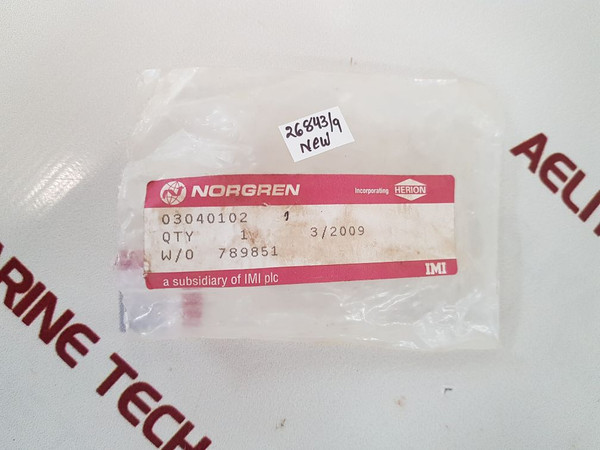 26843/9
New
NORGREN
Incorporating HERION
03040102 1
QTY 1 3/2009
W/O 789851
IMI
a subsidiary of IMI plc
AELI
ARINE TECH